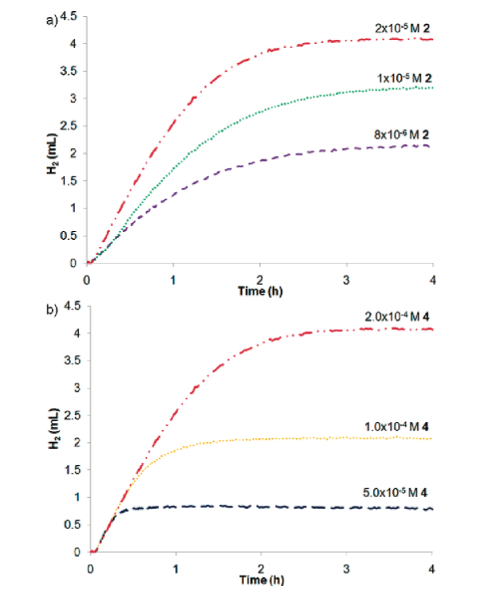 a)
4.5
4
3.5
3
2.5
2
1.5
1
0.5
0
H₂ (mL)
2x10⁻⁵ M 2
1x10⁻⁵ M 2
8x10⁻⁶ M 2
0 1 2 3 4
Time (h)
b)
4.5
4
3.5
3
2.5
2
1.5
1
0.5
0
H₂ (mL)
2.0x10⁻⁴ M 4
1.0x10⁻⁴ M 4
5.0x10⁻⁵ M 4
0 1 2 3 4
Time (h)